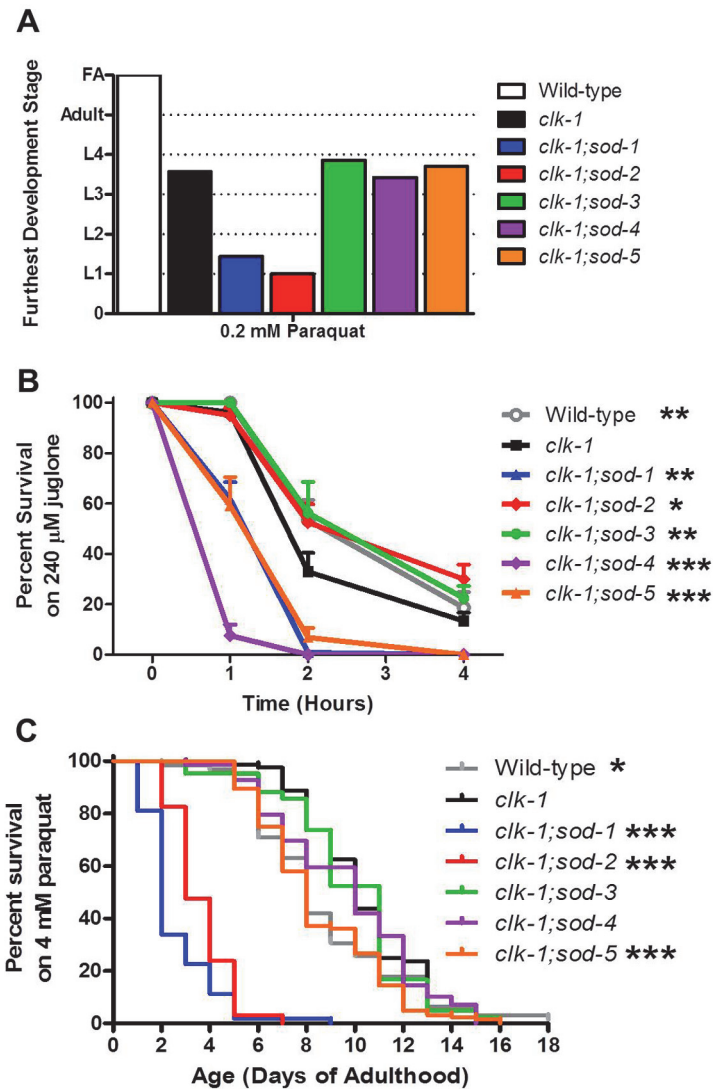 A
Furthest Development Stage
FA
Adult
L4
L3
L2
L1
0
0.2 mM Paraquat
Wild-type
clk-1
clk-1;sod-1
clk-1;sod-2
clk-1;sod-3
clk-1;sod-4
clk-1;sod-5
B
Percent Survival
on 240 μM juglone
100
80
60
40
20
0
0 1 2 3 4
Time (Hours)
Wild-type **
clk-1
clk-1;sod-1 **
clk-1;sod-2 *
clk-1;sod-3 **
clk-1;sod-4 ***
clk-1;sod-5 ***
C
Percent survival
on 4 mM paraquat
100
80
60
40
20
0
0 2 4 6 8 10 12 14 16 18
Age (Days of Adulthood)
Wild-type *
clk-1
clk-1;sod-1 ***
clk-1;sod-2 ***
clk-1;sod-3
clk-1;sod-4
clk-1;sod-5 ***